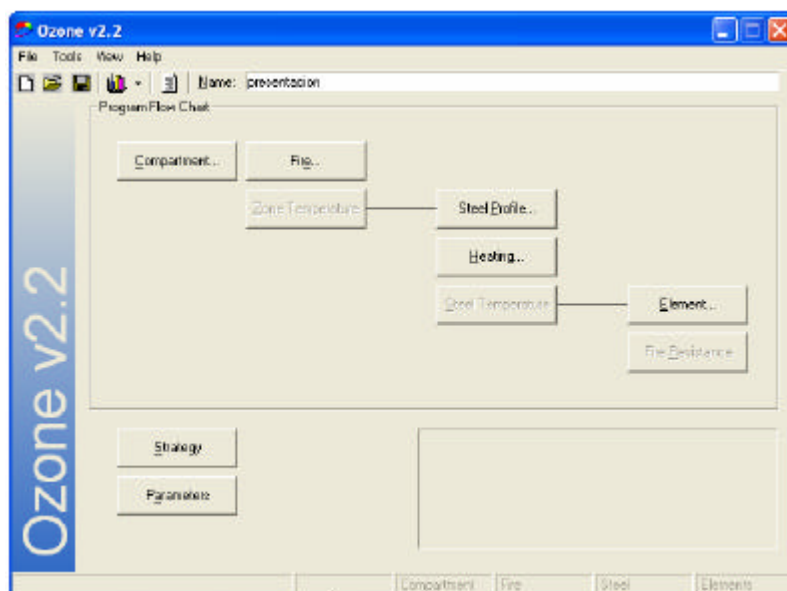 Ozone v2.2
File Tools View Help
Name: presentacion
Program Flow Chart
Compartment... Fire...
Zone Temperature Steel Profile...
Heating...
Steel Temperature Element...
Fire Resistance
Strategy
Parameters
Ozone v2.2
Compartment Fire Steel Elements